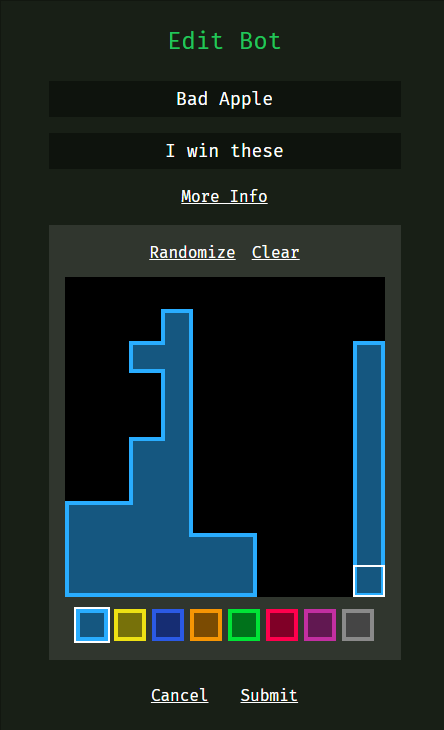 Edit Bot
Bad Apple
I win these
More Info
Randomize Clear
Cancel Submit